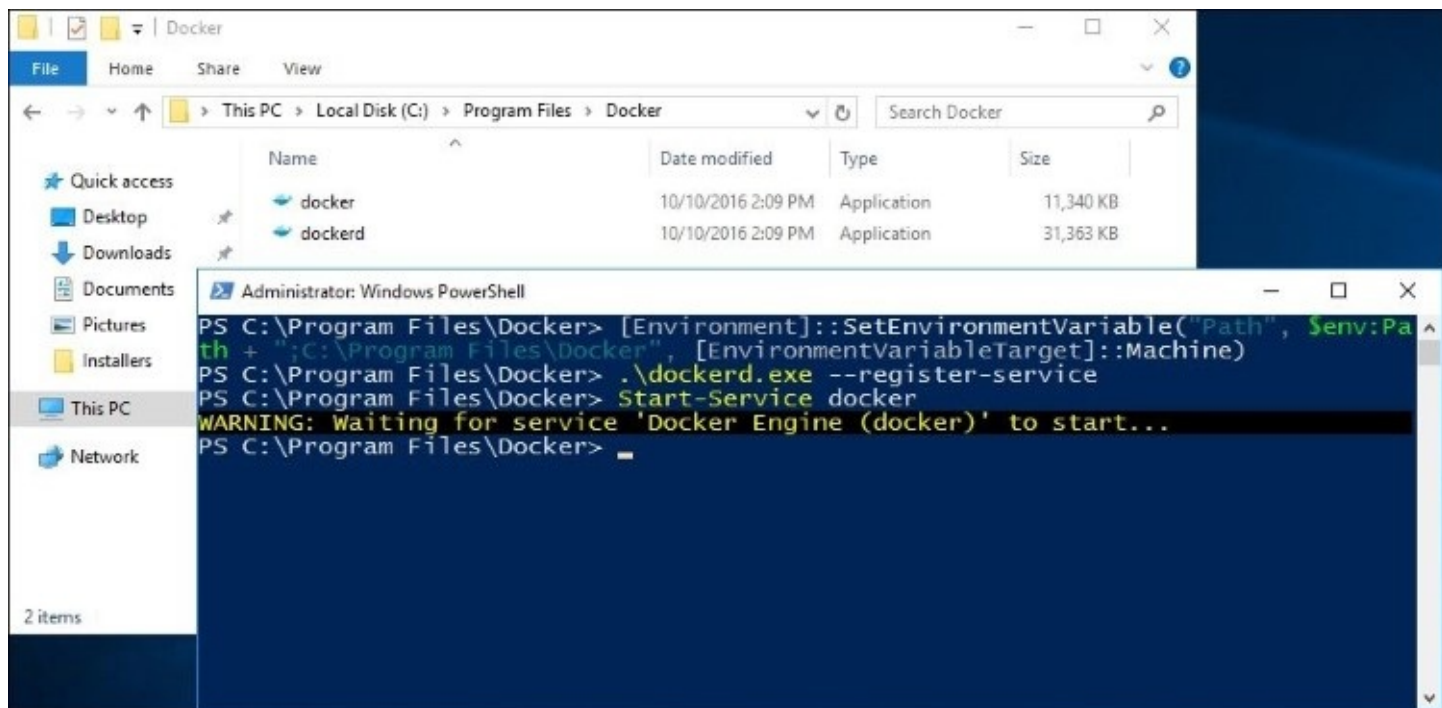 Docker
File Home Share View
This PC > Local Disk (C:) > Program Files > Docker Search Docker
Name Date modified Type Size
Quick access
Desktop
Downloads
Documents
Pictures
Installers
This PC
Network
docker 10/10/2016 2:09 PM Application 11,340 KB
dockerd 10/10/2016 2:09 PM Application 31,363 KB
2 items
Administrator: Windows PowerShell
PS C:\Program Files\Docker> [Environment]::SetEnvironmentVariable("Path", $env:Pa
th + ";C:\Program Files\Docker", [EnvironmentVariableTarget]::Machine)
PS C:\Program Files\Docker> .\dockerd.exe --register-service
PS C:\Program Files\Docker> Start-Service docker
WARNING: Waiting for service 'Docker Engine (docker)' to start...
PS C:\Program Files\Docker> _